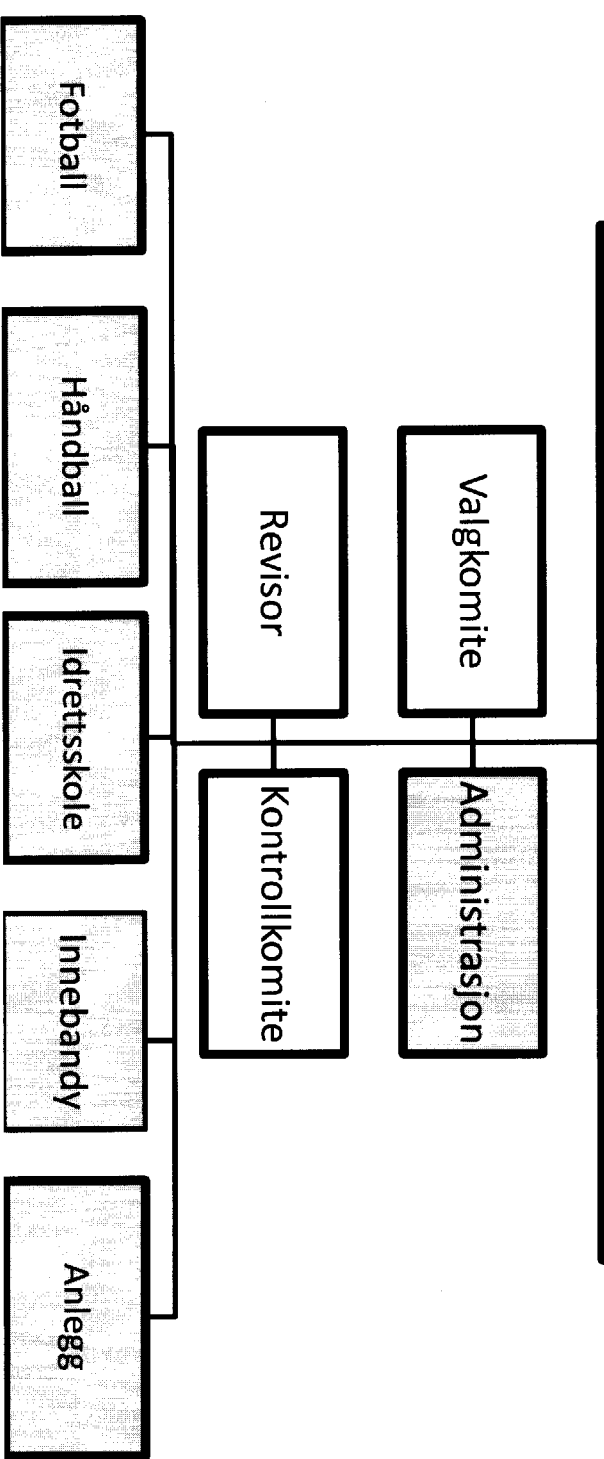 Valgkomite
Administrasjon
Revisor
Kontrollkomite
Fotball
Håndball
Idrettsskole
Innebandy
Anlegg